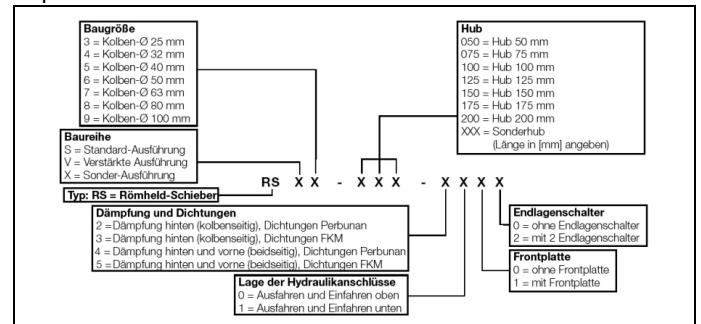 Baugröße
3 = Kolben-Ø 25 mm
4 = Kolben-Ø 32 mm
5 = Kolben-Ø 40 mm
6 = Kolben-Ø 50 mm
7 = Kolben-Ø 63 mm
8 = Kolben-Ø 80 mm
9 = Kolben-Ø 100 mm
Hub
050 = Hub 50 mm
075 = Hub 75 mm
100 = Hub 100 mm
125 = Hub 125 mm
150 = Hub 150 mm
175 = Hub 175 mm
200 = Hub 200 mm
XXX = Sonderhub
(Länge in [mm] angeben)
Baureihe
S = Standard-Ausführung
V = Verstärkte Ausführung
X = Sonder-Ausführung
RS X X - X X X - X X X X
Typ: RS = Römheld-Schieber
Dämpfung und Dichtungen
2 = Dämpfung hinten (kolbenseitig), Dichtungen Perbunan
3 = Dämpfung hinten (kolbenseitig), Dichtungen FKM
4 = Dämpfung hinten und vorne (beidseitig), Dichtungen Perbunan
5 = Dämpfung hinten und vorne (beidseitig), Dichtungen FKM
Endlagenschalter
0 = ohne Endlagenschalter
2 = mit 2 Endlagenschalter
Frontplatte
0 = ohne Frontplatte
1 = mit Frontplatte
Lage der Hydraulikanschlüsse
0 = Ausfahren und Einfahren oben
1 = Ausfahren und Einfahren unten